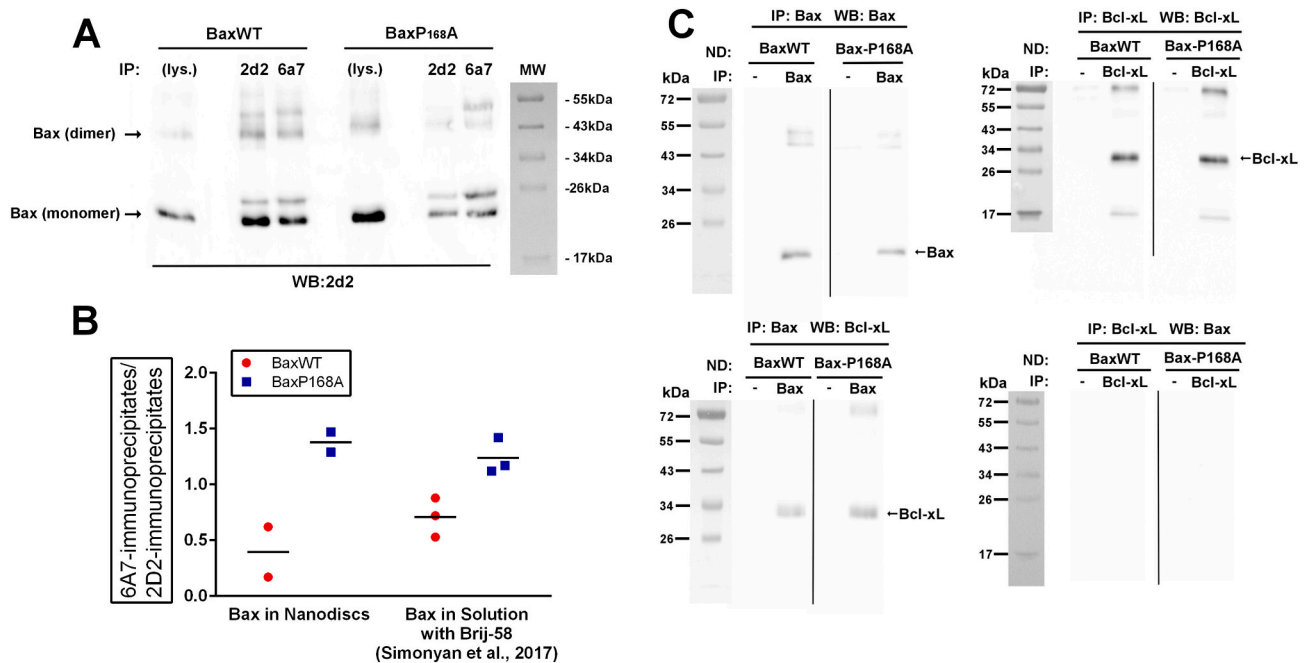 A
BaxWT BaxP168A
IP: (lys.) 2d2 6a7 (lys.) 2d2 6a7 MW
- 55kDa
Bax (dimer) → - 43kDa
- 34kDa
-26kDa
Bax (monomer) →
- 17kDa
WB:2d2
B
BaxWT
BaxP168A
6A7-immunoprecipitates/
2D2-immunoprecipitates
2.0
1.5
1.0
0.5
0.0
Bax in Nanodiscs
Bax in Solution
with Brij-58
(Simonyan et al., 2017)
C
IP: Bax WB: Bax
ND: BaxWT Bax-P168A
kDa IP: - Bax - Bax
72
55
43
34
26
←Bax
IP: Bcl-xL WB: Bcl-xL
ND: BaxWT Bax-P168A
kDa IP: - Bcl-xL - Bcl-xL
72
55
43
34
←Bcl-xL
26
17
IP: Bax WB: Bcl-xL
ND: BaxWT Bax-P168A
IP: - Bax - Bax
kDa
72
55
43
34
←Bcl-xL
26
IP: Bcl-xL WB: Bax
ND: BaxWT Bax-P168A
kDa IP: - Bcl-xL - Bcl-xL
72
55
43
34
26
17